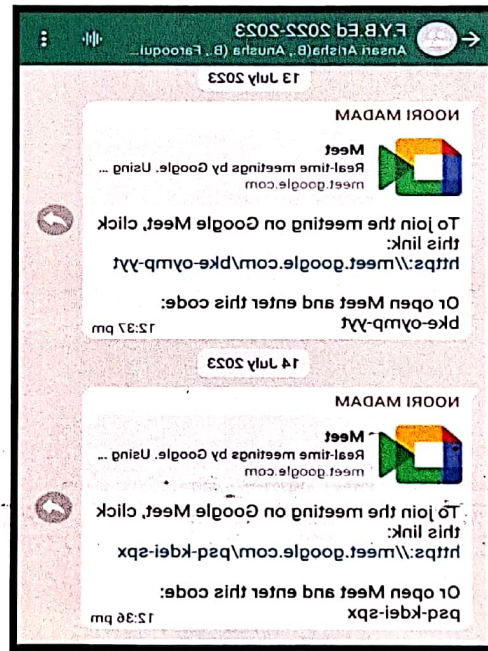 F.Y.B.Ed 2022-2023
Ansari Arisha(B., Anusha (B., Farooqui...
13 July 2023
NOORI MADAM
Meet
Real-time meetings by Google. Using ...
meet.google.com
To join the meeting on Google Meet, click
this link:
https://meet.google.com/bke-oymp-yyt
Or open Meet and enter this code:
bke-oymp-yyt
12:37 pm
14 July 2023
NOORI MADAM
Meet
Real-time meetings by Google. Using ...
meet.google.com
To join the meeting on Google Meet, click
this link:
https://meet.google.com/psq-kdei-spx
Or open Meet and enter this code:
psq-kdei-spx
12:36 pm